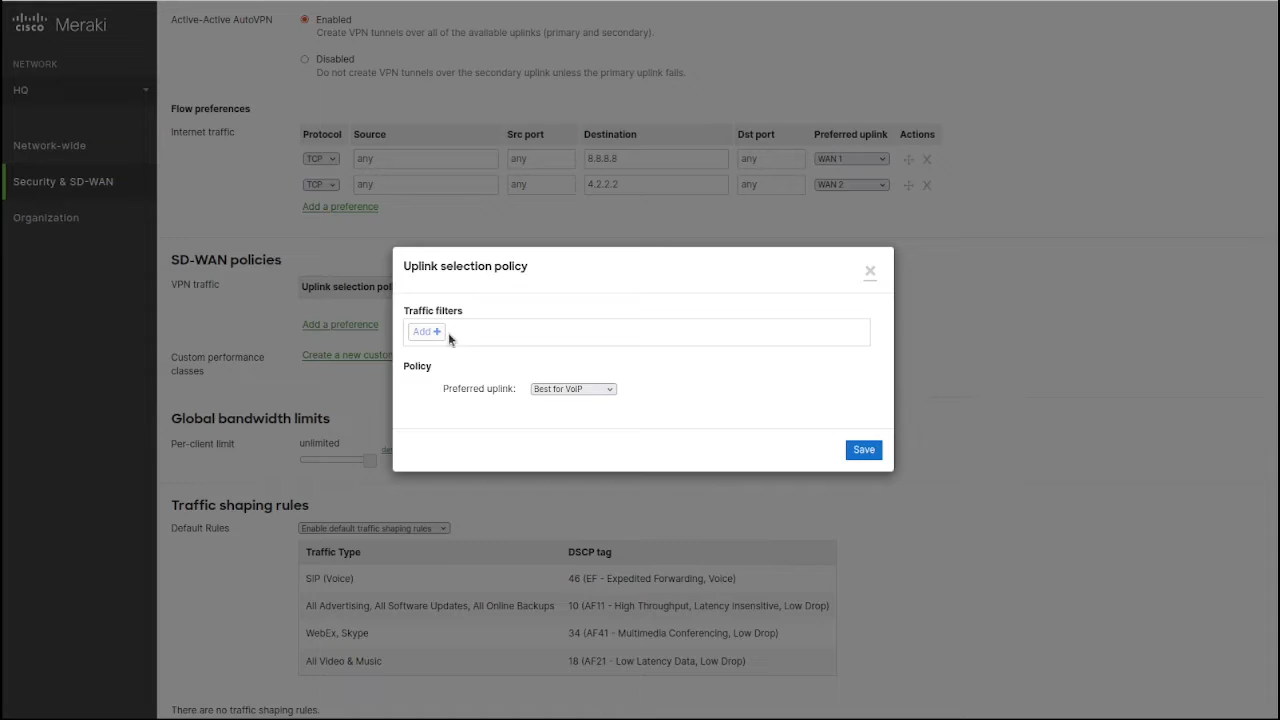 CISCO Meraki
NETWORK
HQ
Network-wide
Security & SD-WAN
Organization
Active-Active AutoVPN
Enabled
Create VPN tunnels over all of the available uplinks (primary and secondary).
Disabled
Do not create VPN tunnels over the secondary uplink unless the primary uplink fails.
Flow preferences
Internet traffic
Protocol Source Src port Destination Dst port Preferred uplink Actions
TCP any any 8.8.8.8 any WAN 1
TCP any any 4.2.2.2 any WAN 2
Add a preference
SD-WAN policies
VPN traffic
Uplink selection pol
Add a preference
Custom performance
classes
Create a new custo
Uplink selection policy
Traffic filters
Add +
Policy
Preferred uplink: Best for VoIP
Save
Global bandwidth limits
Per-client limit
unlimited
Traffic shaping rules
Default Rules
Enable default traffic shaping rules
Traffic Type DSCP tag
SIP (Voice) 46 (EF - Expedited Forwarding, Voice)
All Advertising, All Software Updates, All Online Backups 10 (AF11 - High Throughput, Latency Insensitive, Low Drop)
WebEx, Skype 34 (AF41 - Multimedia Conferencing, Low Drop)
All Video & Music 18 (AF21 - Low Latency Data, Low Drop)
There are no traffic shaping rules.